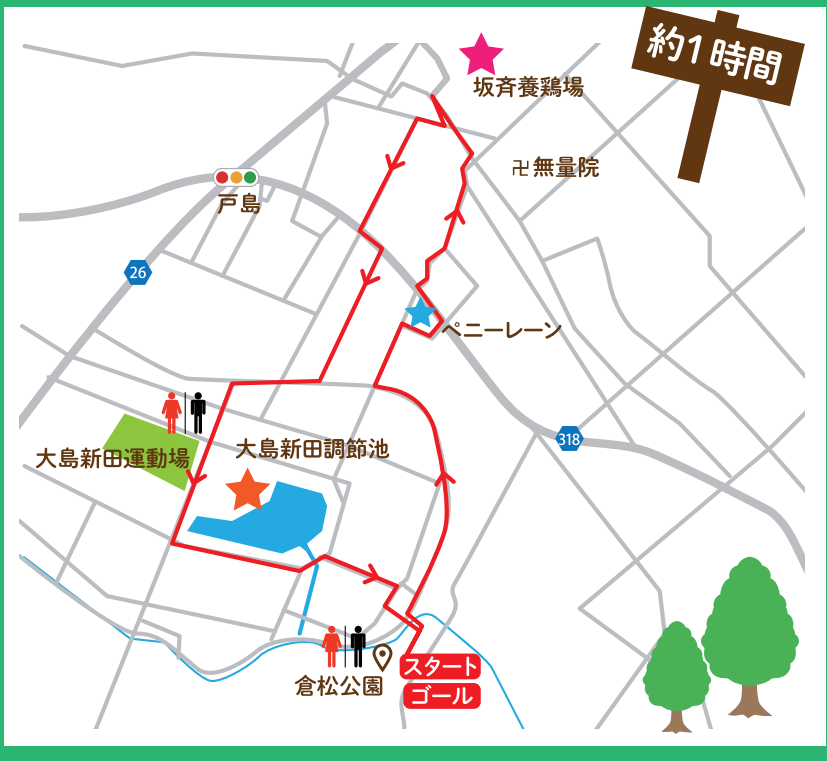 約1時間
坂斉養鶏場
卍無量院
戸島
26
ペニーレーン
318
大島新田調節池
大島新田運動場
倉松公園
スタート
ゴール